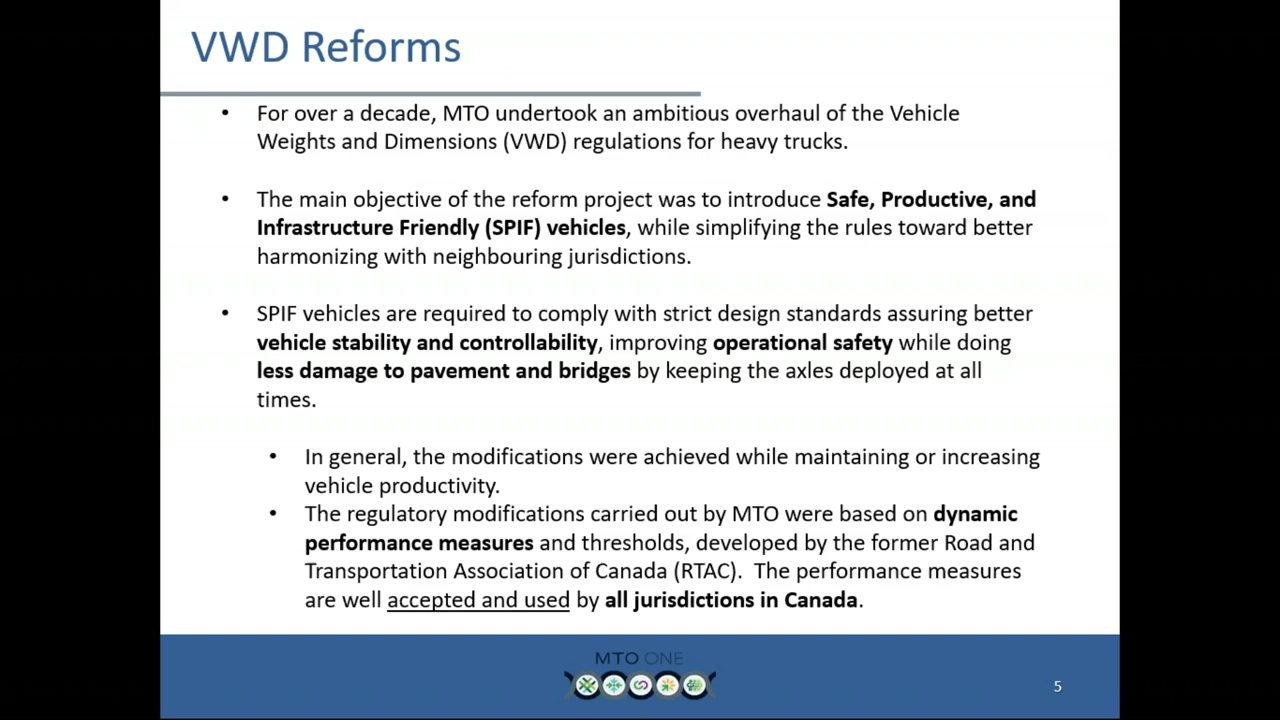 VWD Reforms
• For over a decade, MTO undertook an ambitious overhaul of the Vehicle
Weights and Dimensions (VWD) regulations for heavy trucks.
• The main objective of the reform project was to introduce Safe, Productive, and
Infrastructure Friendly (SPIF) vehicles, while simplifying the rules toward better
harmonizing with neighbouring jurisdictions.
• SPIF vehicles are required to comply with strict design standards assuring better
vehicle stability and controllability, improving operational safety while doing
less damage to pavement and bridges by keeping the axles deployed at all
times.
• In general, the modifications were achieved while maintaining or increasing
vehicle productivity.
• The regulatory modifications carried out by MTO were based on dynamic
performance measures and thresholds, developed by the former Road and
Transportation Association of Canada (RTAC).  The performance measures
are well accepted and used by all jurisdictions in Canada.
MTO ONE
5